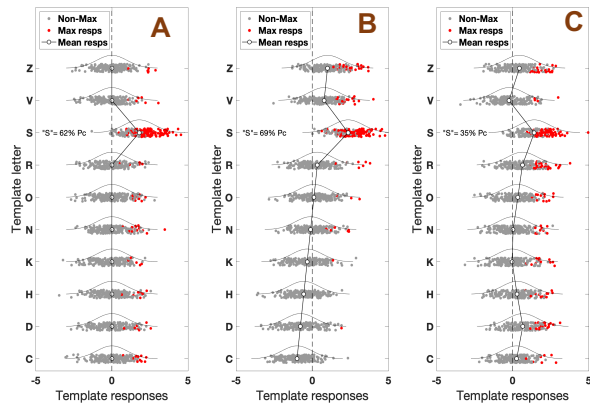 A
Non-Max
Max resps
Mean resps
Template letter
Z
V
S
R
O
N
K
H
D
C
"S"= 62% Pc
-5
0
5
Template responses
B
Non-Max
Max resps
Mean resps
Template letter
Z
V
S
R
O
N
K
H
D
C
"S"= 69% Pc
-5
0
5
Template responses
C
Non-Max
Max resps
Mean resps
Template letter
Z
V
S
R
O
N
K
H
D
C
"S"= 35% Pc
-5
0
5
Template responses